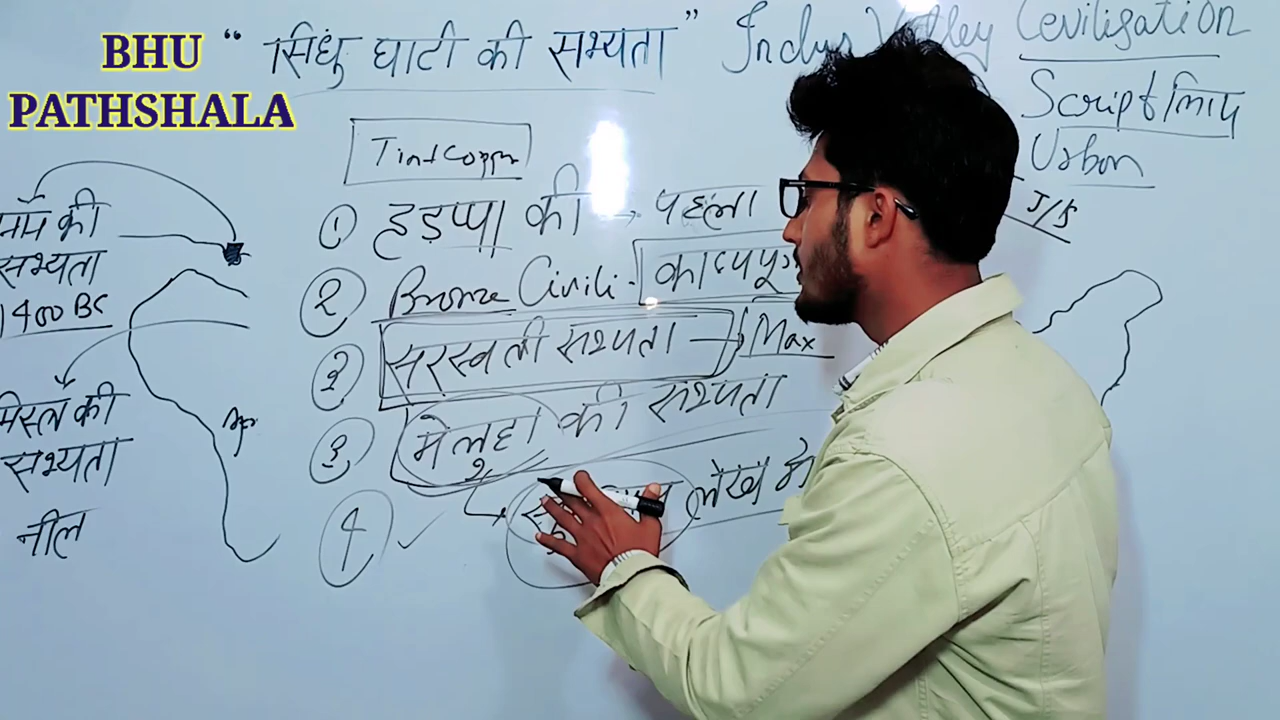 BHU
PATHSHALA
" सिंधु घाटी की सभ्यता " Indus Valley Cevilisation
Script लिपि
Urban
Tin + Copper
① हड़प्पा की → पहला
② Bronze Civili. कांस्य युग
③ सरस्वती सभ्यता → Max
③ मेलुहा की सभ्यता
लेखों मे
④ ✓
J/K
की
सभ्यता
1400 BC
की
सभ्यता
नील